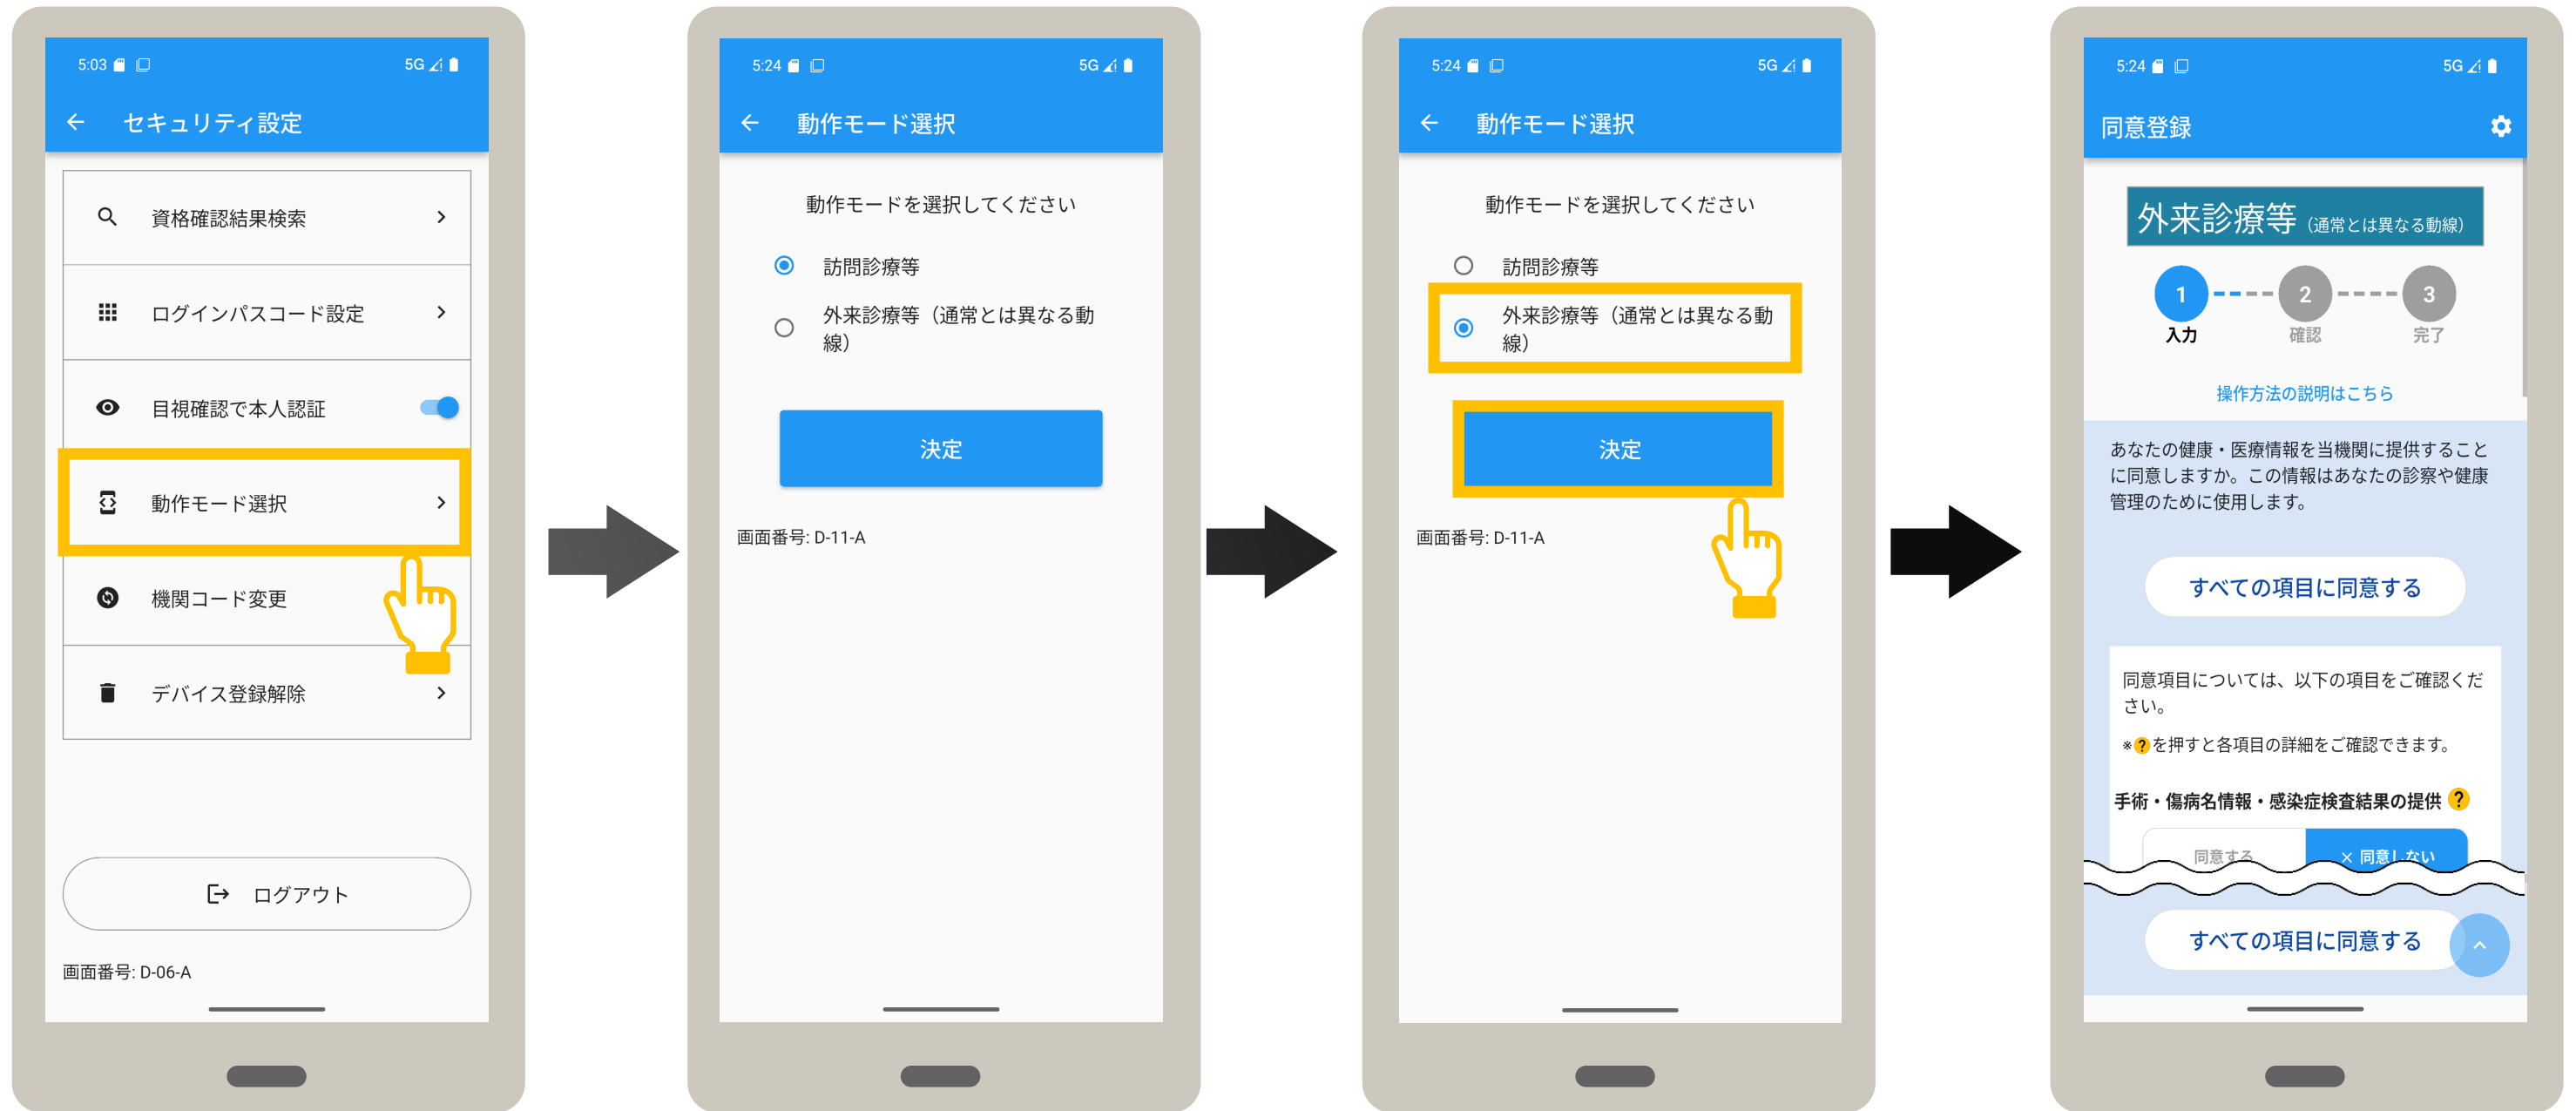 5:03
5G
セキュリティ設定
資格確認結果検索
ログインパスコード設定
目視確認で本人認証
動作モード選択
機関コード変更
デバイス登録解除
ログアウト
画面番号: D-06-A
5:24
5G
動作モード選択
動作モードを選択してください
訪問診療等
外来診療等（通常とは異なる動
線）
決定
画面番号: D-11-A
5:24
5G
動作モード選択
動作モードを選択してください
訪問診療等
外来診療等（通常とは異なる動
線）
決定
画面番号: D-11-A
5:24
5G
同意登録
外来診療等（通常とは異なる動線）
1 2 3
入力 確認 完了
操作方法の説明はこちら
あなたの健康・医療情報を当機関に提供すること
に同意しますか。この情報はあなたの診察や健康
管理のために使用します。
すべての項目に同意する
同意項目については、以下の項目をご確認くだ
さい。
※?を押すと各項目の詳細をご確認できます。
手術・傷病名情報・感染症検査結果の提供 ?
同意する × 同意しない
すべての項目に同意する